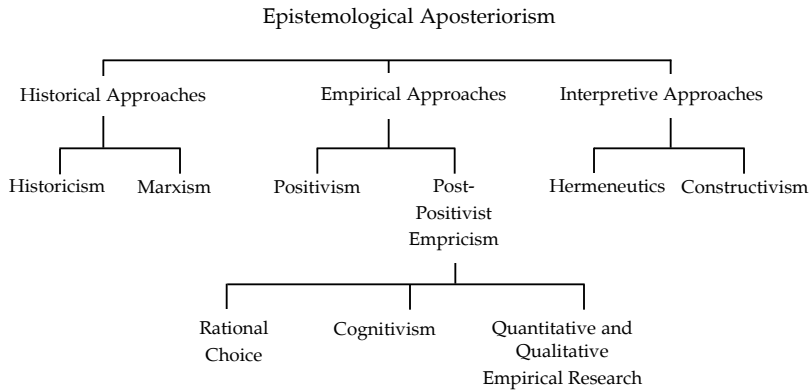 Epistemological Aposteriorism
Historical Approaches
Empirical Approaches
Interpretive Approaches
Historicism
Marxism
Positivism
Post-
Positivist
Empricism
Hermeneutics
Constructivism
Rational
Choice
Cognitivism
Quantitative and
Qualitative
Empirical Research